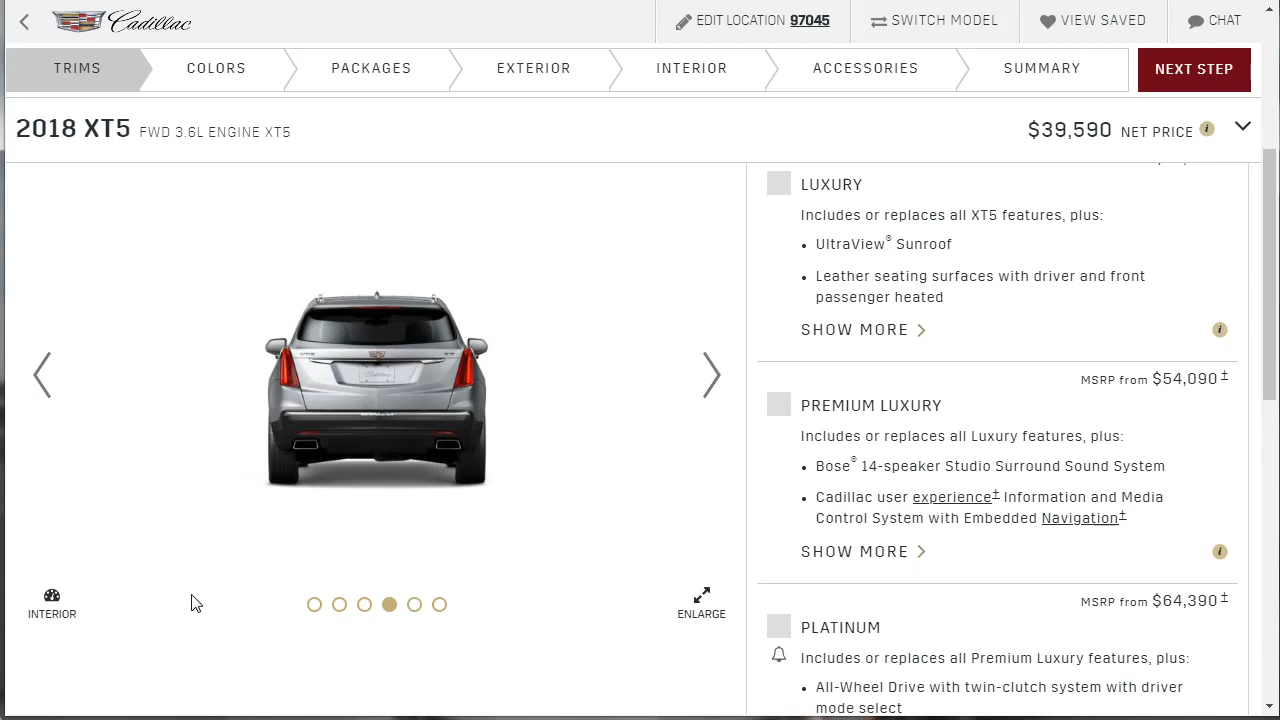 Cadillac
EDIT LOCATION 97045
SWITCH MODEL
VIEW SAVED
CHAT
TRIMS
COLORS
PACKAGES
EXTERIOR
INTERIOR
ACCESSORIES
SUMMARY
NEXT STEP
2018 XT5 FWD 3.6L ENGINE XT5
$39,590 NET PRICE i
LUXURY
Includes or replaces all XT5 features, plus:
• UltraView® Sunroof
• Leather seating surfaces with driver and front
passenger heated
SHOW MORE
i
MSRP from $54,090±
PREMIUM LUXURY
Includes or replaces all Luxury features, plus:
• Bose® 14-speaker Studio Surround Sound System
• Cadillac user experience± Information and Media
Control System with Embedded Navigation±
SHOW MORE
i
MSRP from $64,390±
PLATINUM
Includes or replaces all Premium Luxury features, plus:
• All-Wheel Drive with twin-clutch system with driver
mode select
INTERIOR
ENLARGE